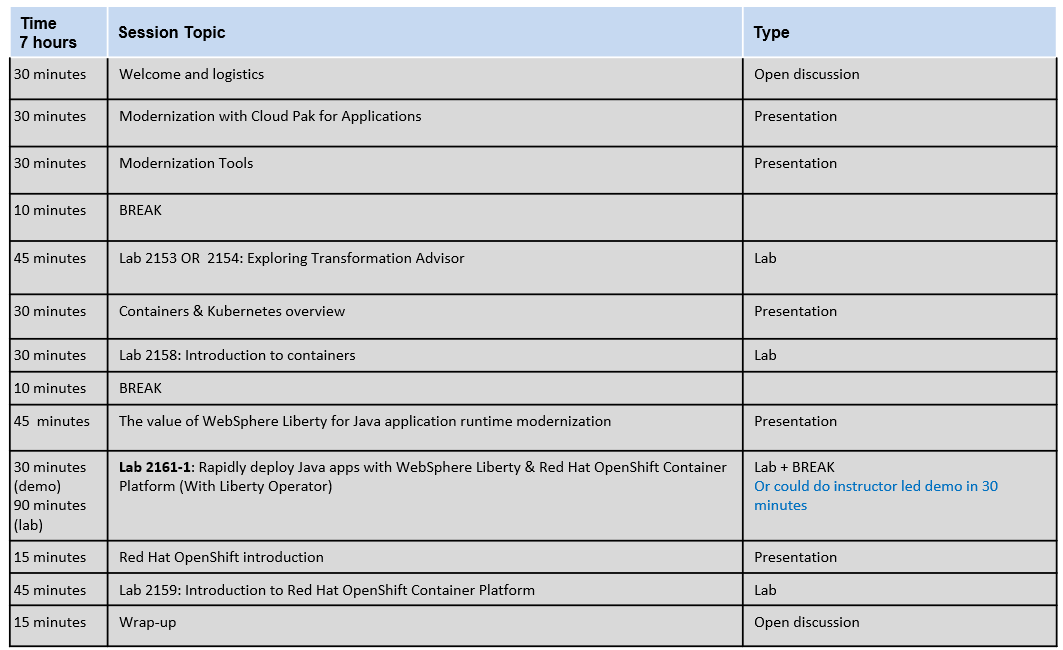 Time
7 hours
Session Topic
Type
30 minutes
Welcome and logistics
Open discussion
30 minutes
Modernization with Cloud Pak for Applications
Presentation
30 minutes
Modernization Tools
Presentation
10 minutes
BREAK
45 minutes
Lab 2153 OR  2154: Exploring Transformation Advisor
Lab
30 minutes
Containers & Kubernetes overview
Presentation
30 minutes
Lab 2158: Introduction to containers
Lab
10 minutes
BREAK
45  minutes
The value of WebSphere Liberty for Java application runtime modernization
Presentation
30 minutes
(demo)
90 minutes
(lab)
Lab 2161-1: Rapidly deploy Java apps with WebSphere Liberty & Red Hat OpenShift Container
Platform (With Liberty Operator)
Lab + BREAK
Or could do instructor led demo in 30
minutes
15 minutes
Red Hat OpenShift introduction
Presentation
45 minutes
Lab 2159: Introduction to Red Hat OpenShift Container Platform
Lab
15 minutes
Wrap-up
Open discussion